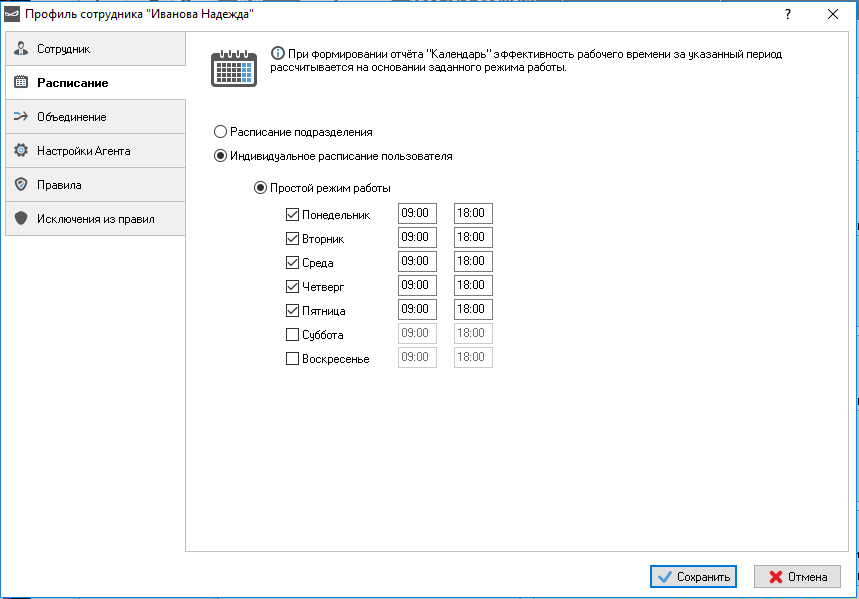 Профиль сотрудника "Иванова Надежда"
?
Сотрудник
Расписание
Объединение
Настройки Агента
Правила
Исключения из правил
При формировании отчёта "Календарь" эффективность рабочего времени за указанный период
рассчитывается на основании заданного режима работы.
Расписание подразделения
Индивидуальное расписание пользователя
Простой режим работы
Понедельник 09:00 18:00
Вторник 09:00 18:00
Среда 09:00 18:00
Четверг 09:00 18:00
Пятница 09:00 18:00
Суббота 09:00 18:00
Воскресенье 09:00 18:00
Сохранить Отмена